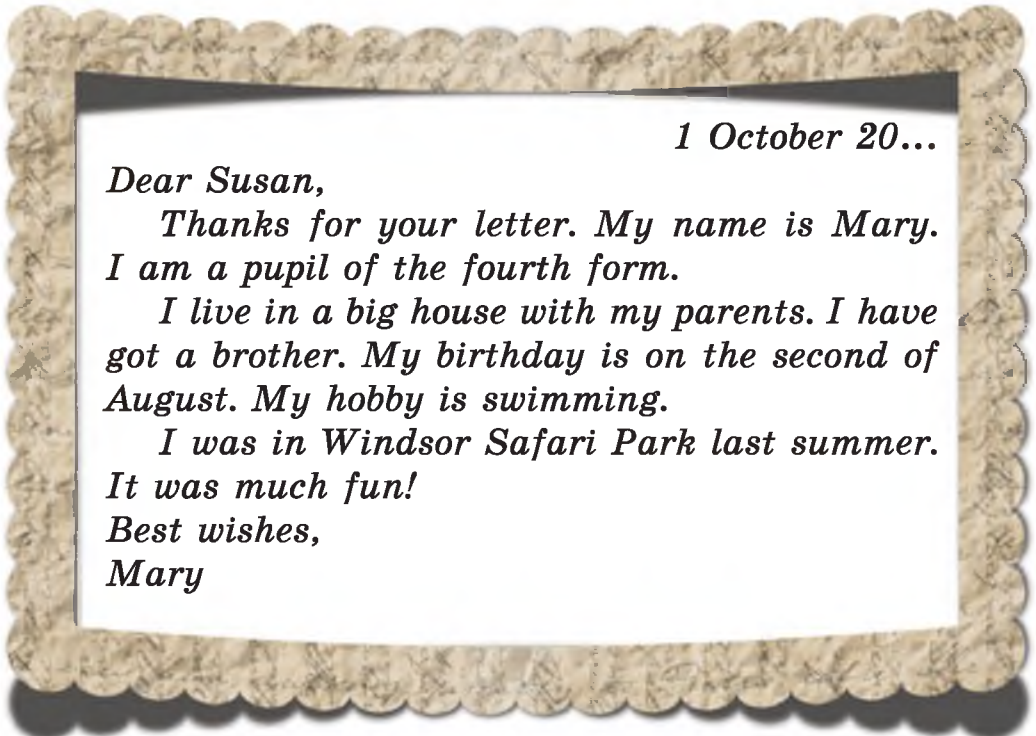 1 October 20...
Dear Susan,
Thanks for your letter. My name is Mary.
I am a pupil of the fourth form.
I live in a big house with my parents. I have
got a brother. My birthday is on the second of
August. My hobby is swimming.
I was in Windsor Safari Park last summer.
It was much fun!
Best wishes,
Mary